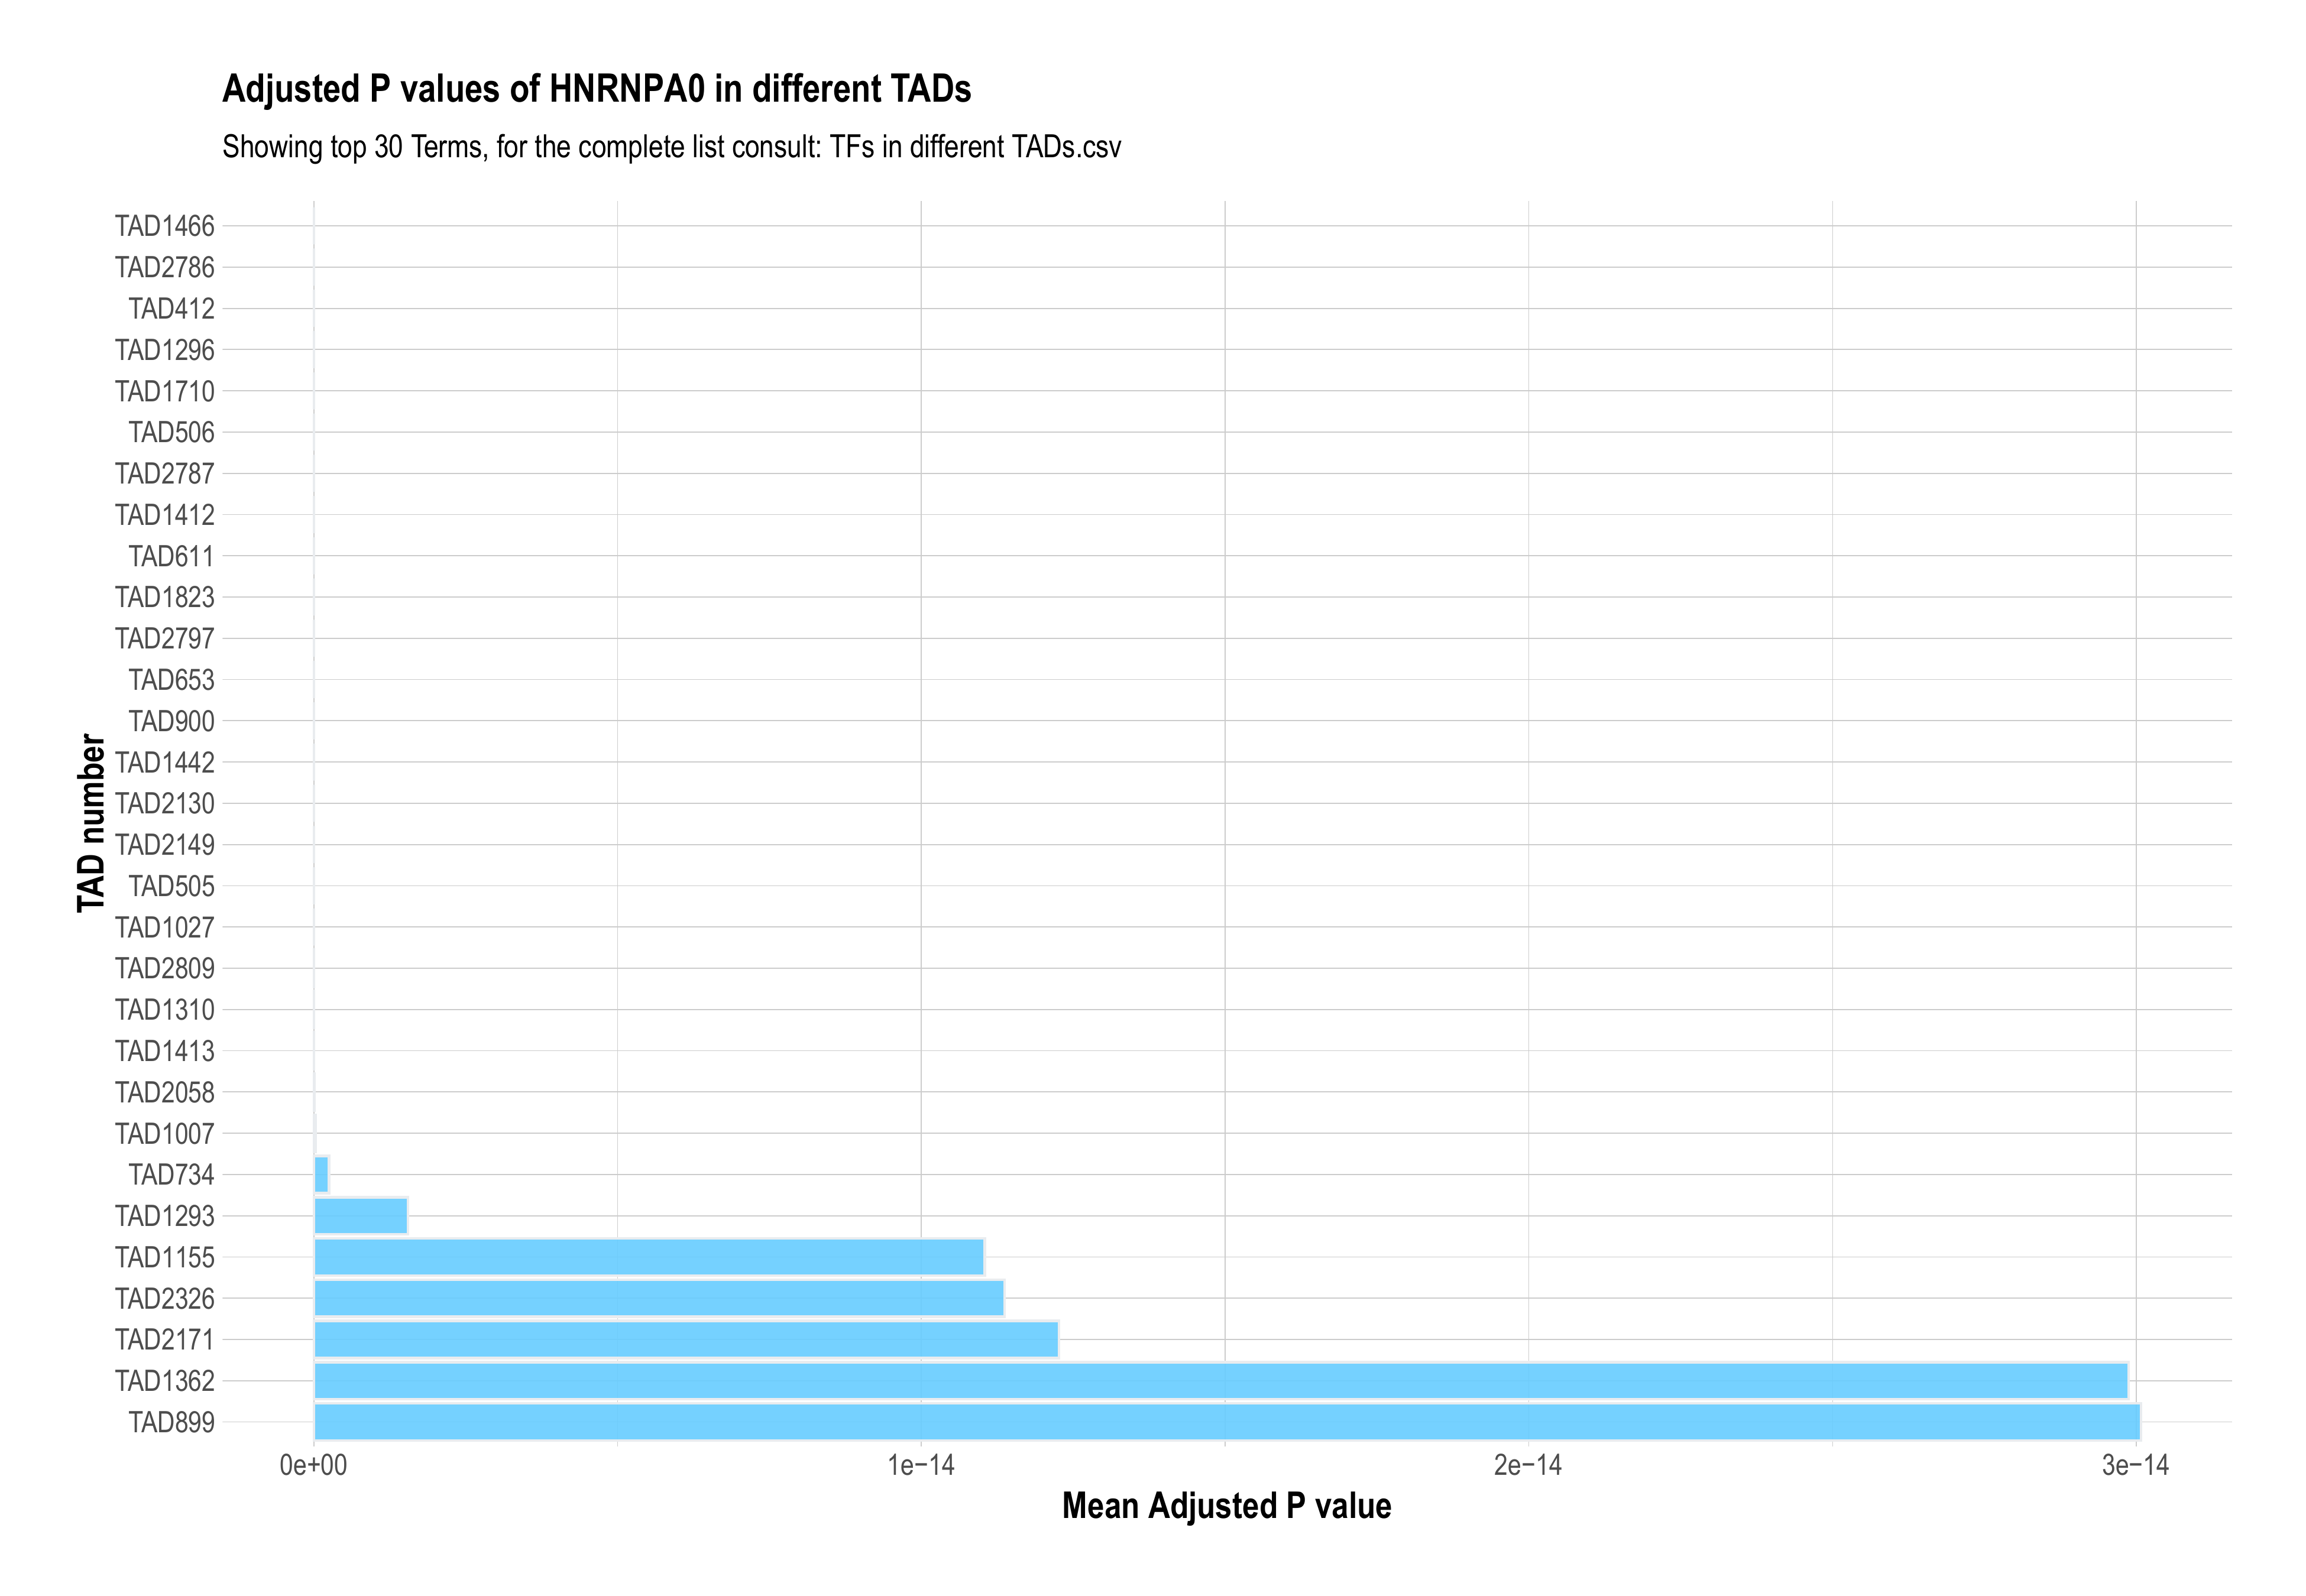 Adjusted P values of HNRNPA0 in different TADs
Showing top 30 Terms, for the complete list consult: TFs in different TADs.csv
TAD number
TAD1466
TAD2786
TAD412
TAD1296
TAD1710
TAD506
TAD2787
TAD1412
TAD611
TAD1823
TAD2797
TAD653
TAD900
TAD1442
TAD2130
TAD2149
TAD505
TAD1027
TAD2809
TAD1310
TAD1413
TAD2058
TAD1007
TAD734
TAD1293
TAD1155
TAD2326
TAD2171
TAD1362
TAD899
0e+00 1e−14 2e−14 3e−14
Mean Adjusted P value